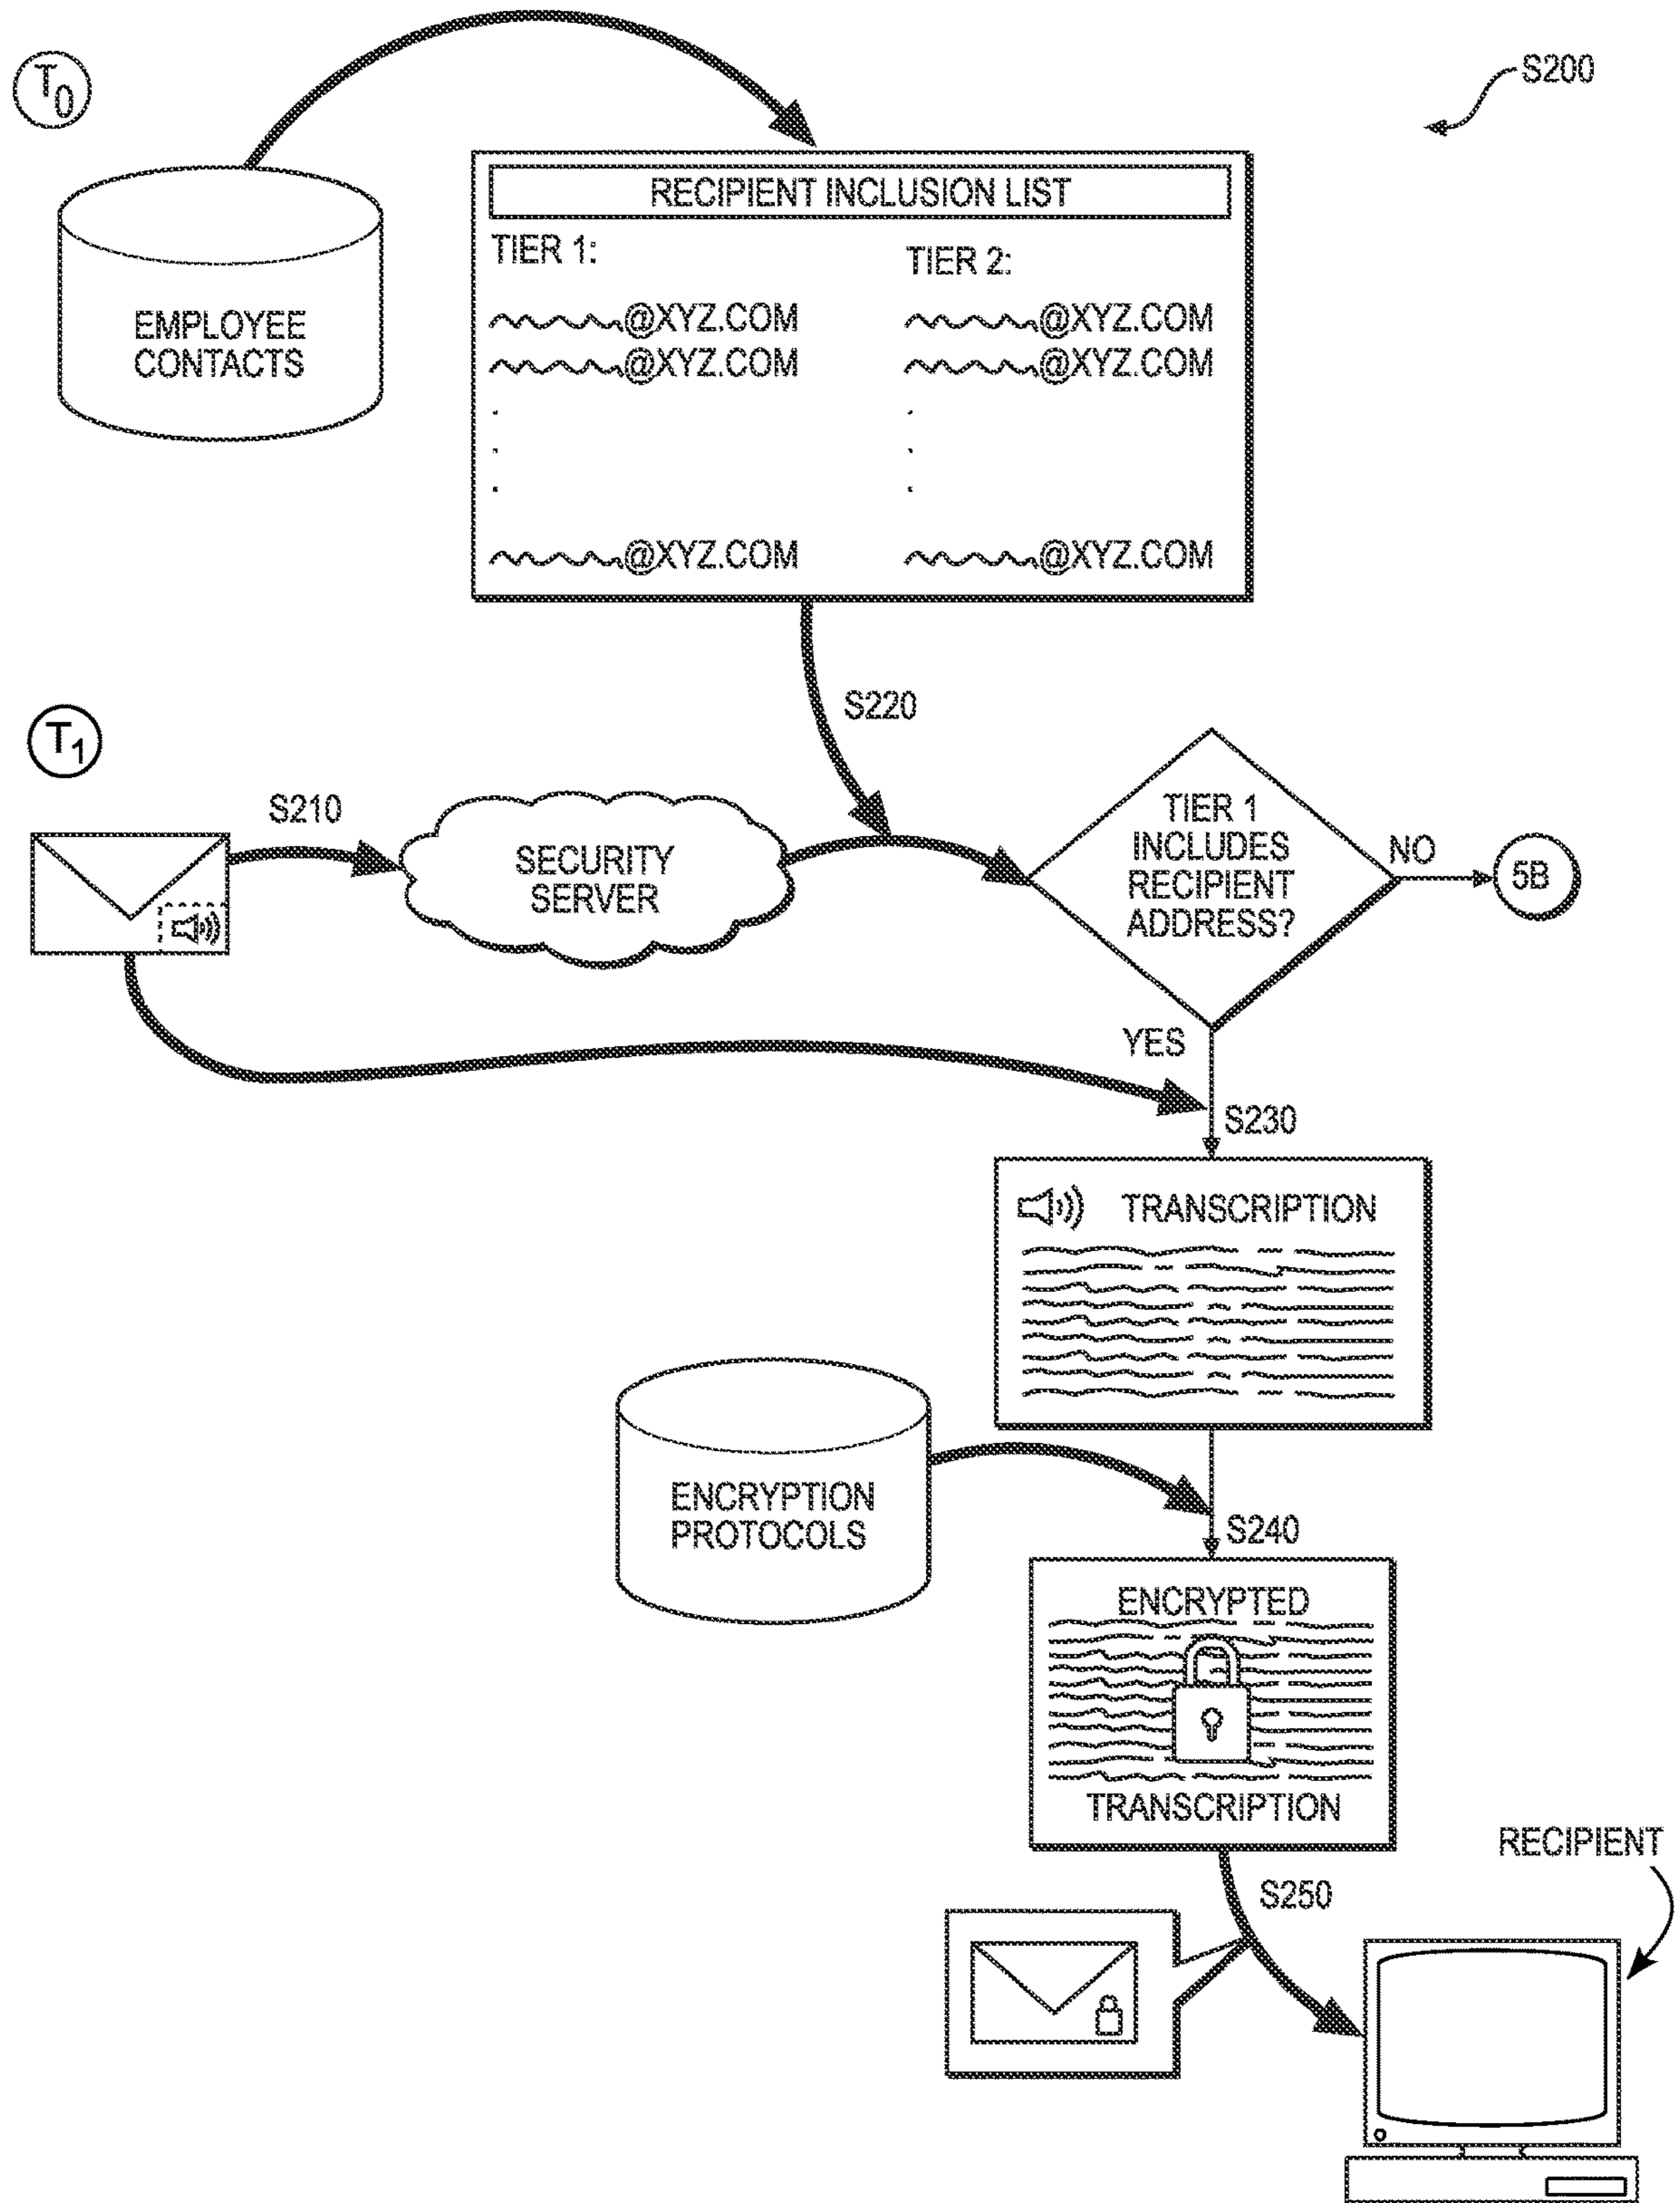 T0
S200
RECIPIENT INCLUSION LIST
TIER 1:
TIER 2:
@XYZ.COM
@XYZ.COM
@XYZ.COM
@XYZ.COM
@XYZ.COM
@XYZ.COM
EMPLOYEE
CONTACTS
S220
T1
S210
SECURITY
SERVER
TIER 1
INCLUDES
RECIPIENT
ADDRESS?
NO
5B
YES
S230
TRANSCRIPTION
ENCRYPTION
PROTOCOLS
S240
ENCRYPTED
TRANSCRIPTION
S250
RECIPIENT